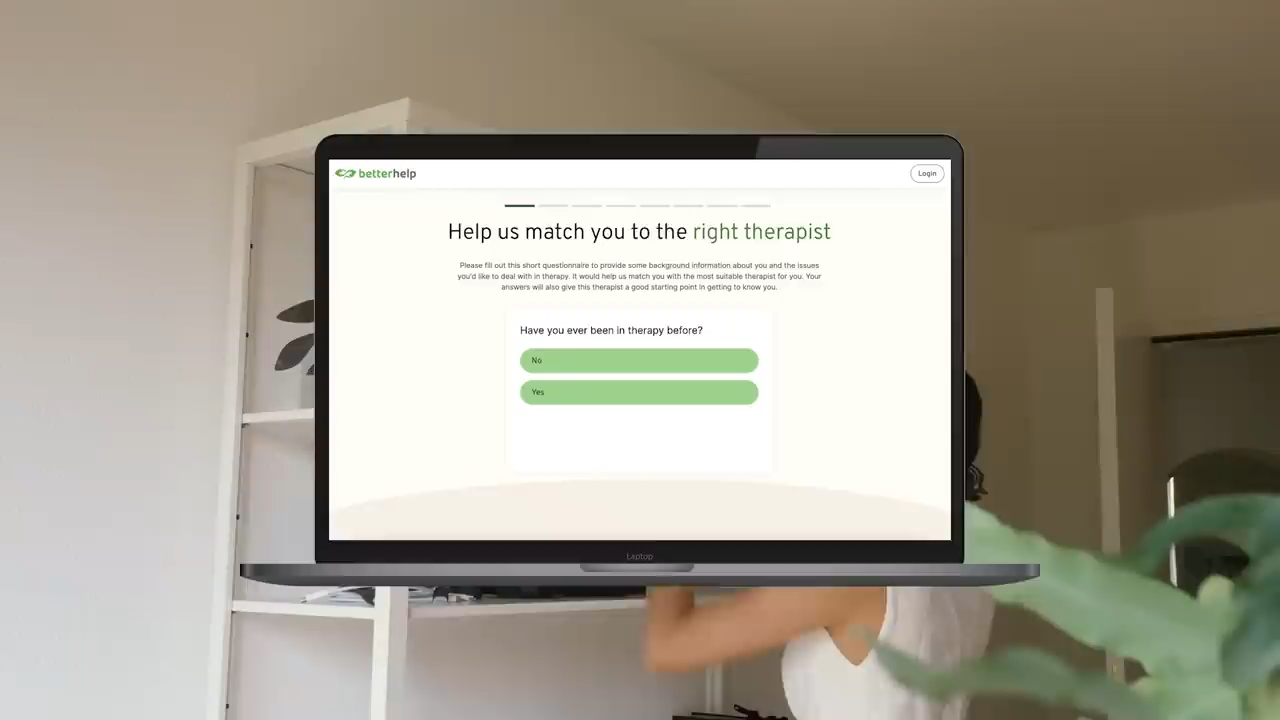 betterhelp
Login
Help us match you to the right therapist
Please fill out this short questionnaire to provide some background information about you and the issues
you'd like to deal with in therapy. It would help us match you with the most suitable therapist for you. Your
answers will also give this therapist a good starting point in getting to know you.
Have you ever been in therapy before?
No
Yes
Laptop